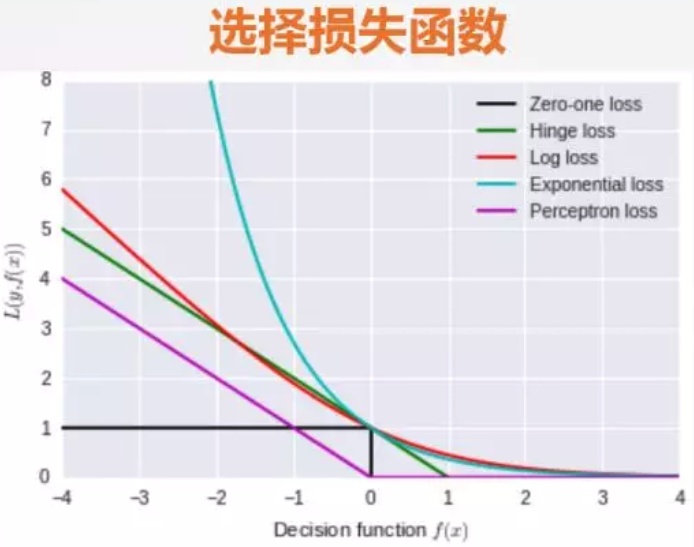 选择损失函数
8
7
6
5
4
3
2
1
0
L(y,f(x))
Zero-one loss
Hinge loss
Log loss
Exponential loss
Perceptron loss
−4 −3 −2 −1 0 1 2 3 4
Decision function f(x)